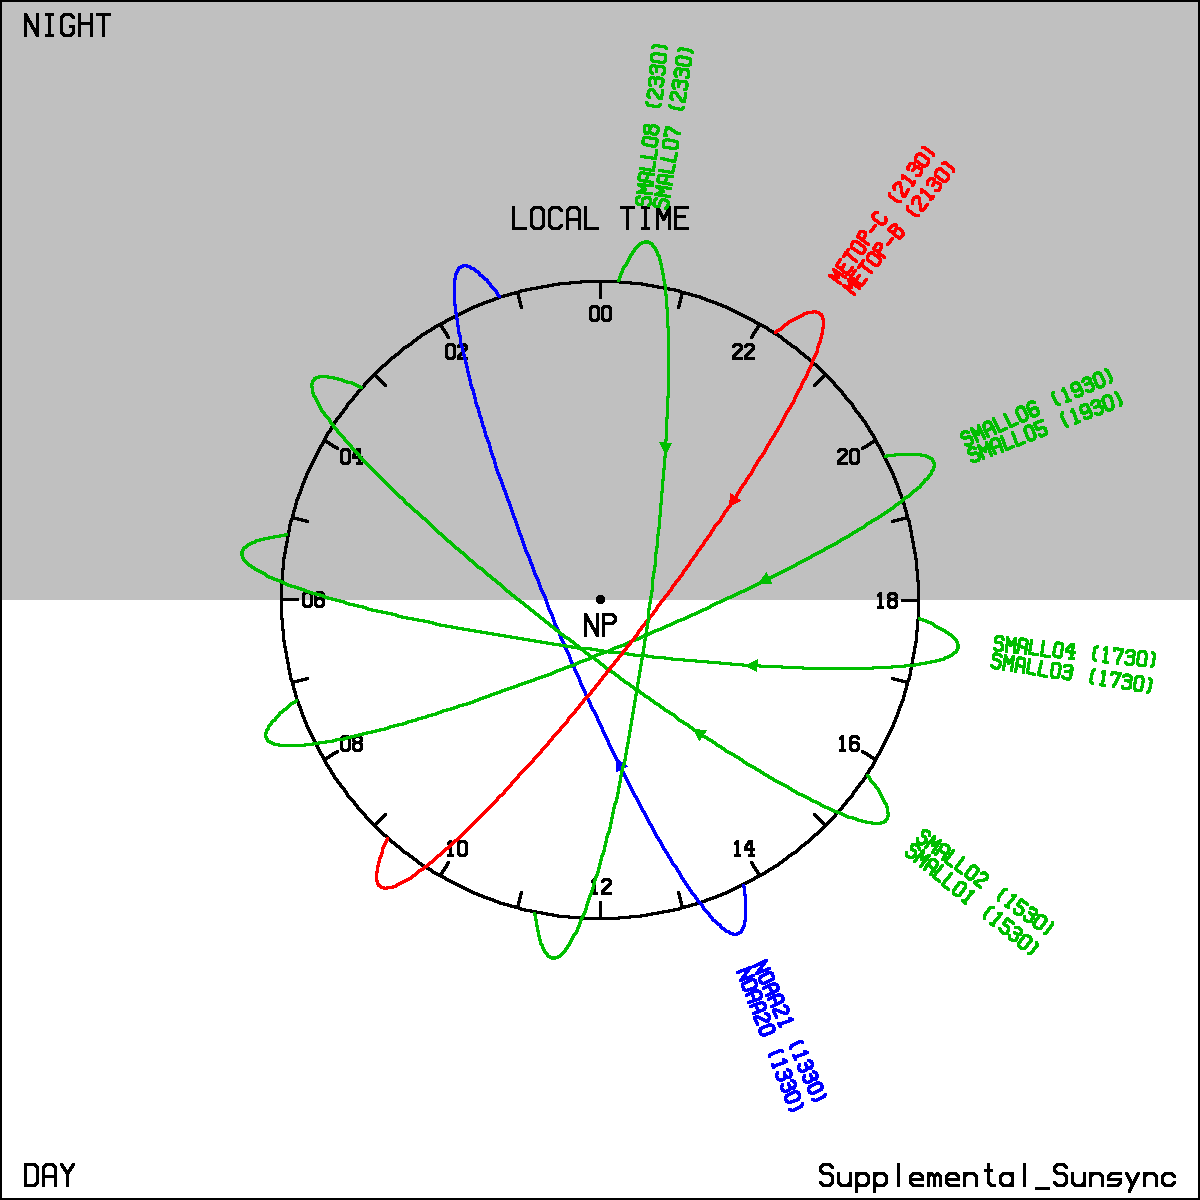 NIGHT
SMALL08 (2330)
SMALL07 (2330)
METOP-C (2130)
METOP-B (2130)
LOCAL TIME
00
22
02
SMALL06 (1930)
SMALL05 (1930)
20
04
18
06
NP
SMALL04 (1730)
SMALL03 (1730)
16
08
14
10
12
SMALL02 (1530)
SMALL01 (1530)
NOAA21 (1330)
NOAA20 (1330)
DAY
Supplemental_Sunsync